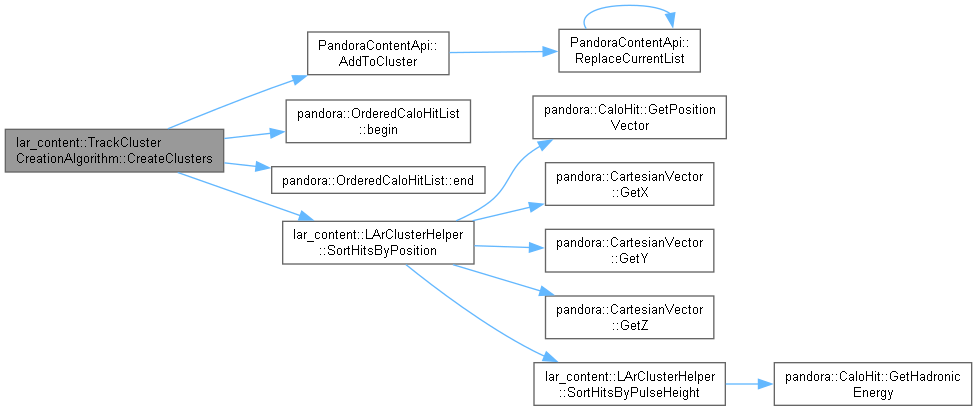 PandoraContentApi::
AddToCluster
PandoraContentApi::
ReplaceCurrentList
pandora::OrderedCaloHitList
::begin
pandora::CaloHit::GetPosition
Vector
lar_content::TrackCluster
CreationAlgorithm::CreateClusters
pandora::OrderedCaloHitList::end
pandora::CartesianVector
::GetX
lar_content::LArClusterHelper
::SortHitsByPosition
pandora::CartesianVector
::GetY
pandora::CartesianVector
::GetZ
lar_content::LArClusterHelper
::SortHitsByPulseHeight
pandora::CaloHit::GetHadronic
Energy